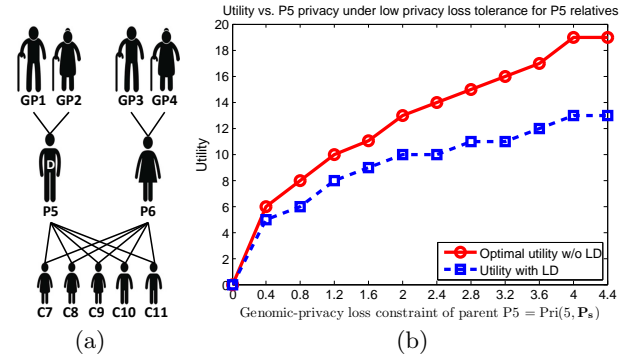 GP1 GP2 GP3 GP4
D
P5 P6
C7 C8 C9 C10 C11
(a)
Utility vs. P5 privacy under low privacy loss tolerance for P5 relatives
20
18
16
14
12
10
8
6
4
2
0
Utility
0 0.4 0.8 1.2 1.6 2 2.4 2.8 3.2 3.6 4 4.4
Optimal utility w/o LD
Utility with LD
Genomic-privacy loss constraint of parent P5 = Pri(5, Ps)
(b)